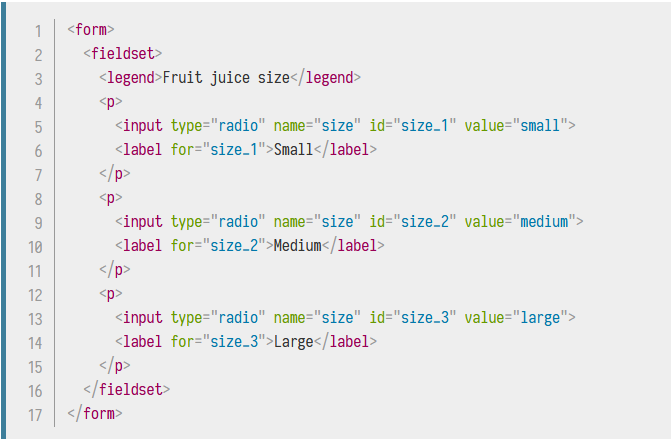 1 <form>
2   <fieldset>
3     <legend>Fruit juice size</legend>
4     <p>
5       <input type="radio" name="size" id="size_1" value="small">
6       <label for="size_1">Small</label>
7     </p>
8     <p>
9       <input type="radio" name="size" id="size_2" value="medium">
10       <label for="size_2">Medium</label>
11     </p>
12     <p>
13       <input type="radio" name="size" id="size_3" value="large">
14       <label for="size_3">Large</label>
15     </p>
16   </fieldset>
17 </form>